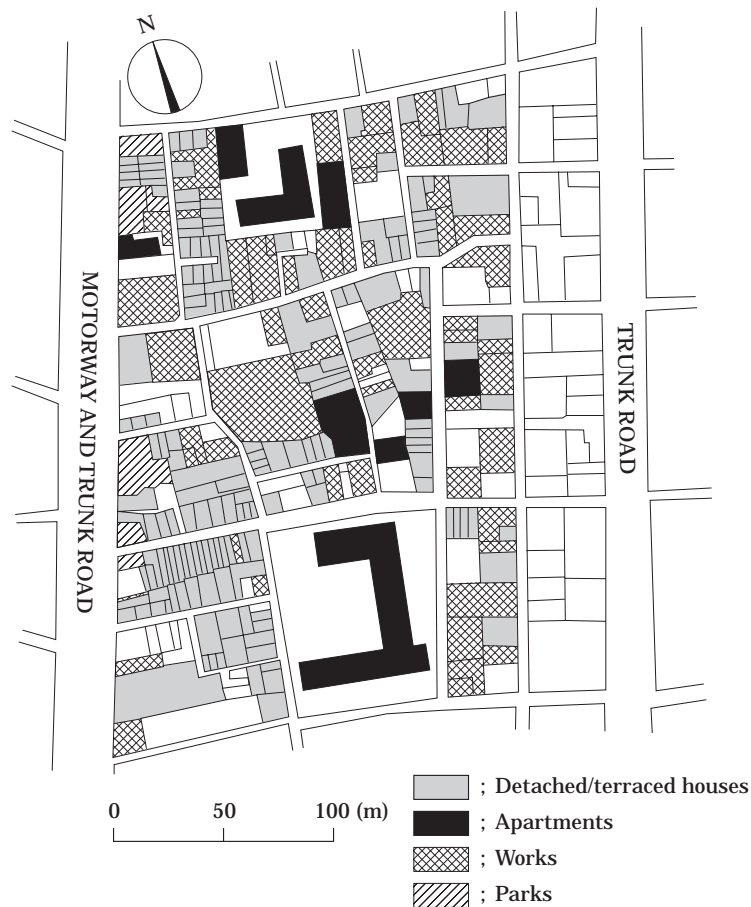 N
MOTORWAY AND TRUNK ROAD
TRUNK ROAD
0 50 100 (m)
; Detached/terraced houses
; Apartments
; Works
; Parks